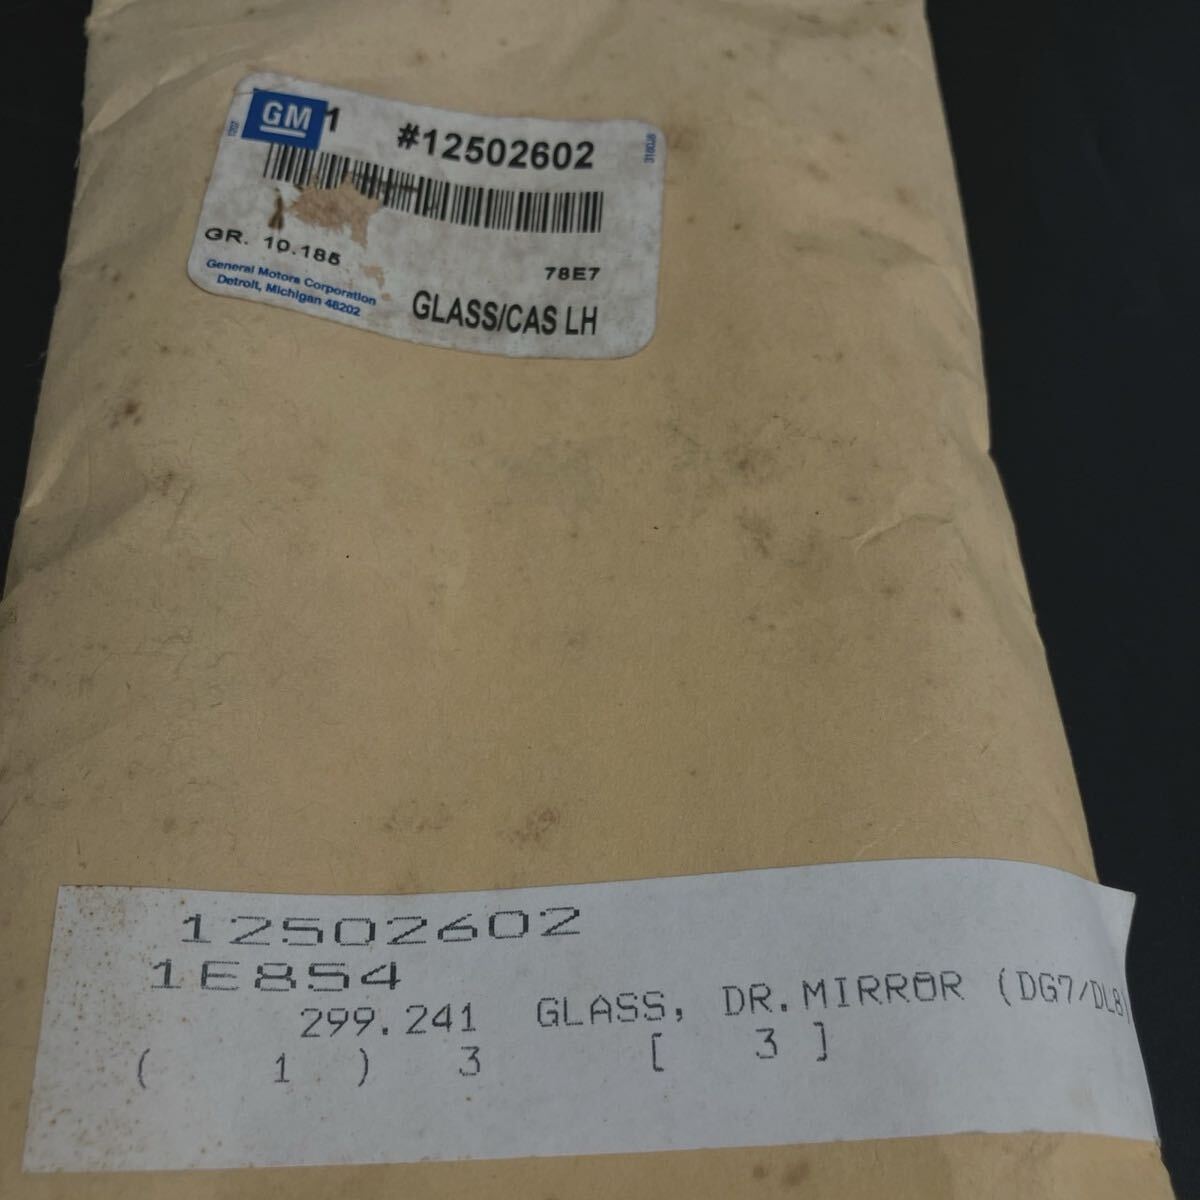 GM 1 #12502602
GR. 10.185
78E7
General Motors Corporation
Detroit, Michigan 48202
GLASS/CAS LH
12502602
1E854
299.241 GLASS, DR.MIRROR (DG7/DL8)
( 1 ) 3 [ 3 ]